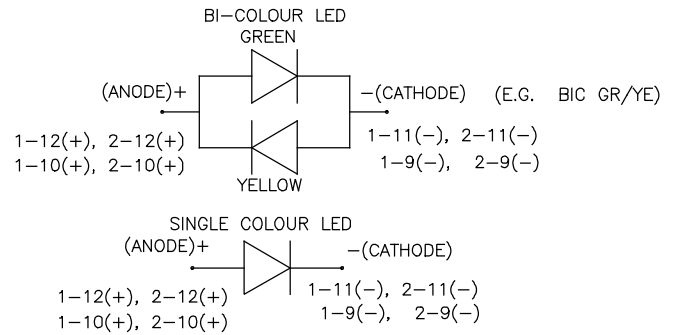 BI-COLOUR LED
GREEN
(ANODE)+ -(CATHODE) (E.G. BIC GR/YE)
1-12(+), 2-12(+) 1-11(-), 2-11(-)
1-10(+), 2-10(+) 1-9(-), 2-9(-)
YELLOW
SINGLE COLOUR LED
(ANODE)+ -(CATHODE)
1-12(+), 2-12(+) 1-11(-), 2-11(-)
1-10(+), 2-10(+) 1-9(-), 2-9(-)